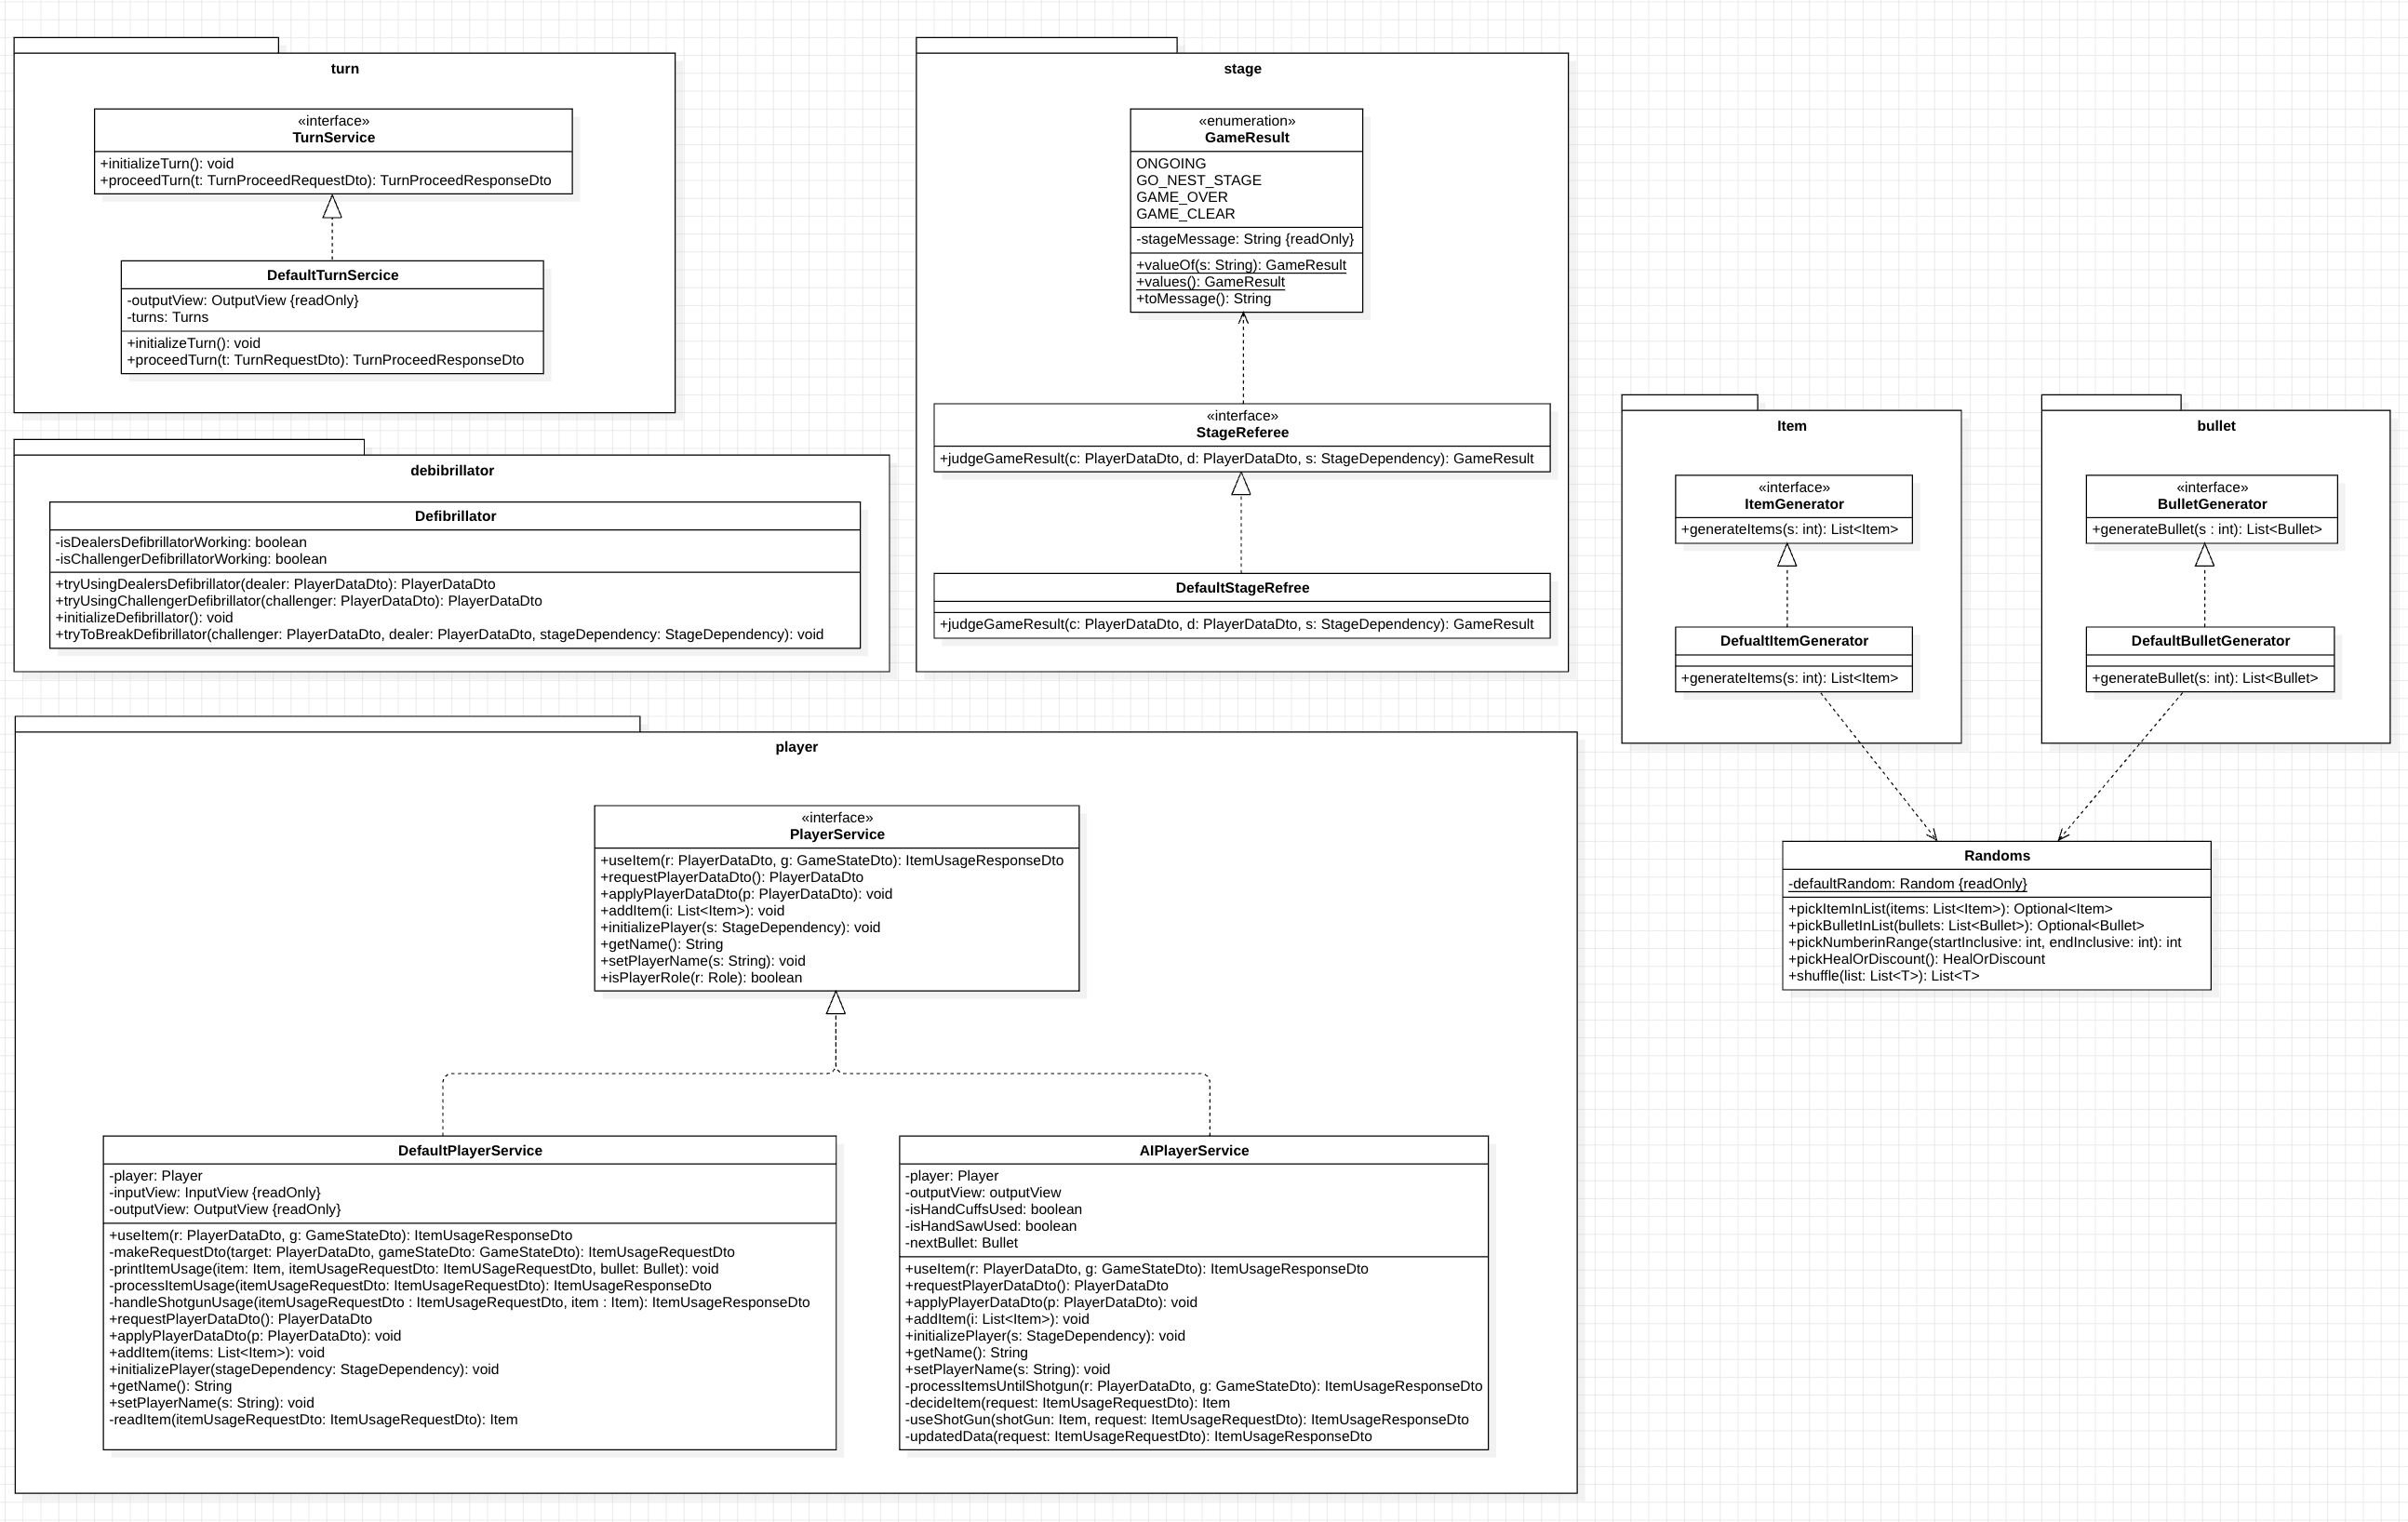 turn
«interface»
TurnService
+initializeTurn(): void
+proceedTurn(t: TurnProceedRequestDto): TurnProceedResponseDto
DefaultTurnSercice
-outputView: OutputView {readOnly}
-turns: Turns
+initializeTurn(): void
+proceedTurn(t: TurnRequestDto): TurnProceedResponseDto
debibrillator
Defibrillator
-isDealersDefibrillatorWorking: boolean
-isChallengerDefibrillatorWorking: boolean
+tryUsingDealersDefibrillator(dealer: PlayerDataDto): PlayerDataDto
+tryUsingChallengerDefibrillator(challenger: PlayerDataDto): PlayerDataDto
+initializeDefibrillator(): void
+tryToBreakDefibrillator(challenger: PlayerDataDto, dealer: PlayerDataDto, stageDependency: StageDependency): void
stage
«enumeration»
GameResult
ONGOING
GO_NEST_STAGE
GAME_OVER
GAME_CLEAR
-stageMessage: String {readOnly}
+valueOf(s: String): GameResult
+values(): GameResult
+toMessage(): String
«interface»
StageReferee
+judgeGameResult(c: PlayerDataDto, d: PlayerDataDto, s: StageDependency): GameResult
DefaultStageRefree
+judgeGameResult(c: PlayerDataDto, d: PlayerDataDto, s: StageDependency): GameResult
Item
«interface»
ItemGenerator
+generateItems(s: int): List<Item>
DefualtItemGenerator
+generateItems(s: int): List<Item>
bullet
«interface»
BulletGenerator
+generateBullet(s : int): List<Bullet>
DefaultBulletGenerator
+generateBullet(s: int): List<Bullet>
Randoms
-defaultRandom: Random {readOnly}
+pickItemInList(items: List<Item>): Optional<Item>
+pickBulletInList(bullets: List<Bullet>): Optional<Bullet>
+pickNumberinRange(startInclusive: int, endInclusive: int): int
+pickHealOrDiscount(): HealOrDiscount
+shuffle(list: List<T>): List<T>
player
«interface»
PlayerService
+useItem(r: PlayerDataDto, g: GameStateDto): ItemUsageResponseDto
+requestPlayerDataDto(): PlayerDataDto
+applyPlayerDataDto(p: PlayerDataDto): void
+addItem(i: List<Item>): void
+initializePlayer(s: StageDependency): void
+getName(): String
+setPlayerName(s: String): void
+isPlayerRole(r: Role): boolean
DefaultPlayerService
-player: Player
-inputView: InputView {readOnly}
-outputView: OutputView {readOnly}
+useItem(r: PlayerDataDto, g: GameStateDto): ItemUsageResponseDto
-makeRequestDto(target: PlayerDataDto, gameStateDto: GameStateDto): ItemUsageRequestDto
-printItemUsage(item: Item, itemUsageRequestDto: ItemUSageRequestDto, bullet: Bullet): void
-processItemUsage(itemUsageRequestDto: ItemUsageRequestDto): ItemUsageResponseDto
-handleShotgunUsage(itemUsageRequestDto : ItemUsageRequestDto, item : Item): ItemUsageResponseDto
+requestPlayerDataDto(): PlayerDataDto
+applyPlayerDataDto(p: PlayerDataDto): void
+addItem(items: List<Item>): void
+initializePlayer(stageDependency: StageDependency): void
+getName(): String
+setPlayerName(s: String): void
-readItem(itemUsageRequestDto: ItemUsageRequestDto): Item
AIPlayerService
-player: Player
-outputView: outputView
-isHandCuffsUsed: boolean
-isHandSawUsed: boolean
-nextBullet: Bullet
+useItem(r: PlayerDataDto, g: GameStateDto): ItemUsageResponseDto
+requestPlayerDataDto(): PlayerDataDto
+applyPlayerDataDto(p: PlayerDataDto): void
+addItem(i: List<Item>): void
+initializePlayer(s: StageDependency): void
+getName(): String
+setPlayerName(s: String): void
-processItemsUntilShotgun(r: PlayerDataDto, g: GameStateDto): ItemUsageResponseDto
-decideItem(request: ItemUsageRequestDto): Item
-useShotGun(shotGun: Item, request: ItemUsageRequestDto): ItemUsageResponseDto
-updatedData(request: ItemUsageRequestDto): ItemUsageResponseDto